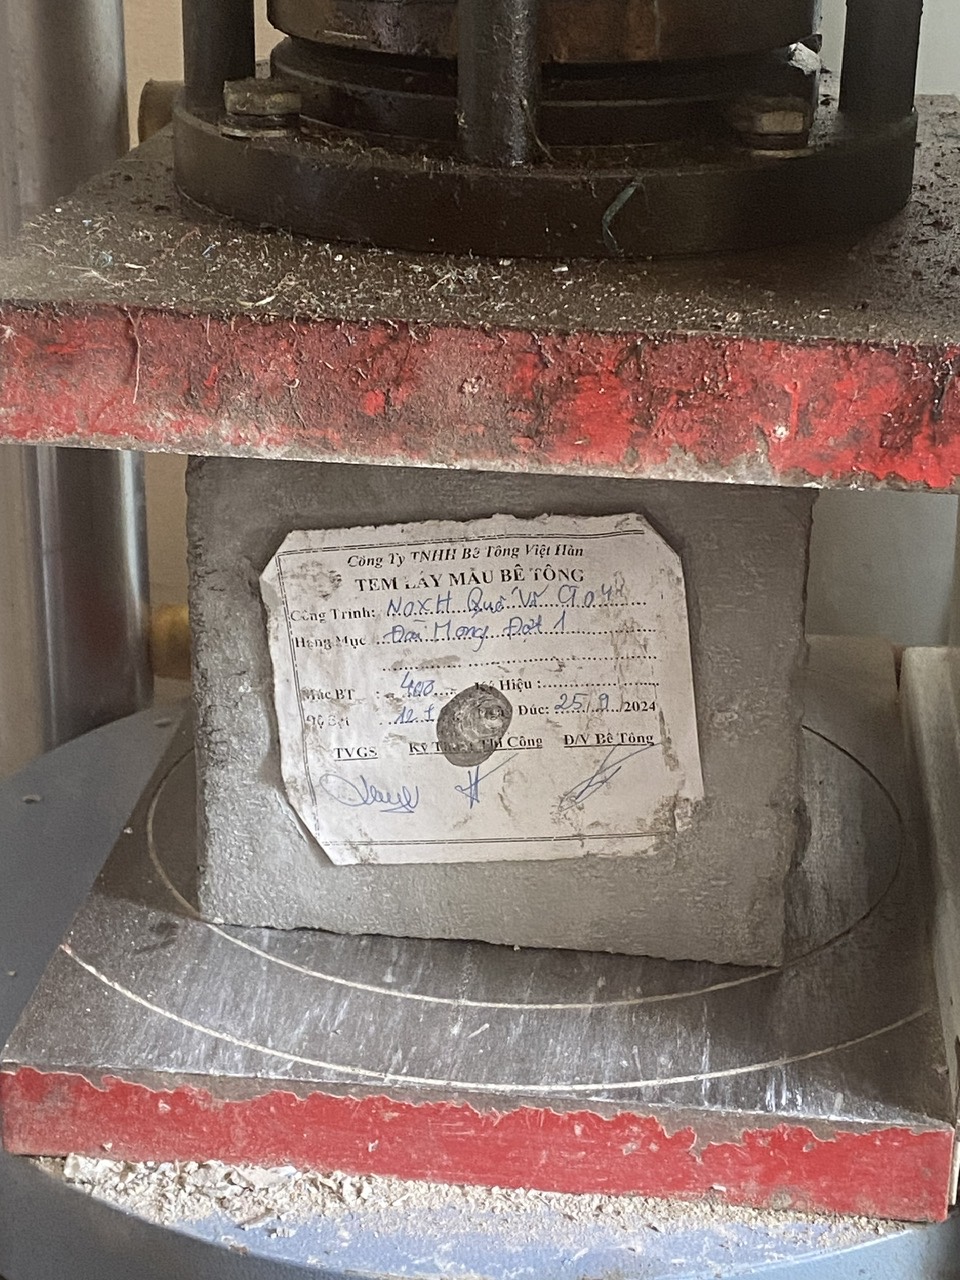 Công Ty TNHH Bê Tông Việt Hàn
TEM LẤY MẪU BÊ TÔNG
Công Trình: NOXH Quế Võ
Hạng Mục Đài Móng Đợt 1
Mác BT : 400 Ký Hiệu :
Độ Sụt Đúc: 25/9 2024
TVGS Kỹ Thi Công Đ/V Bê Tông